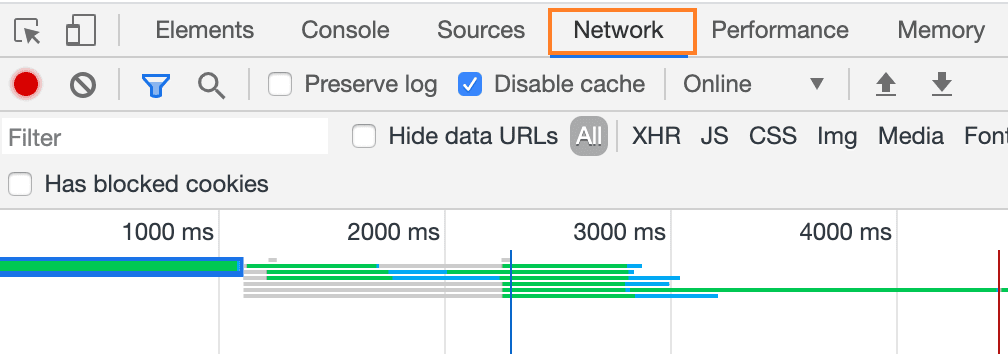 Elements Console Sources Network Performance Memory
Preserve log Disable cache Online
Filter Hide data URLs All XHR JS CSS Img Media Font
Has blocked cookies
1000 ms 2000 ms 3000 ms 4000 ms